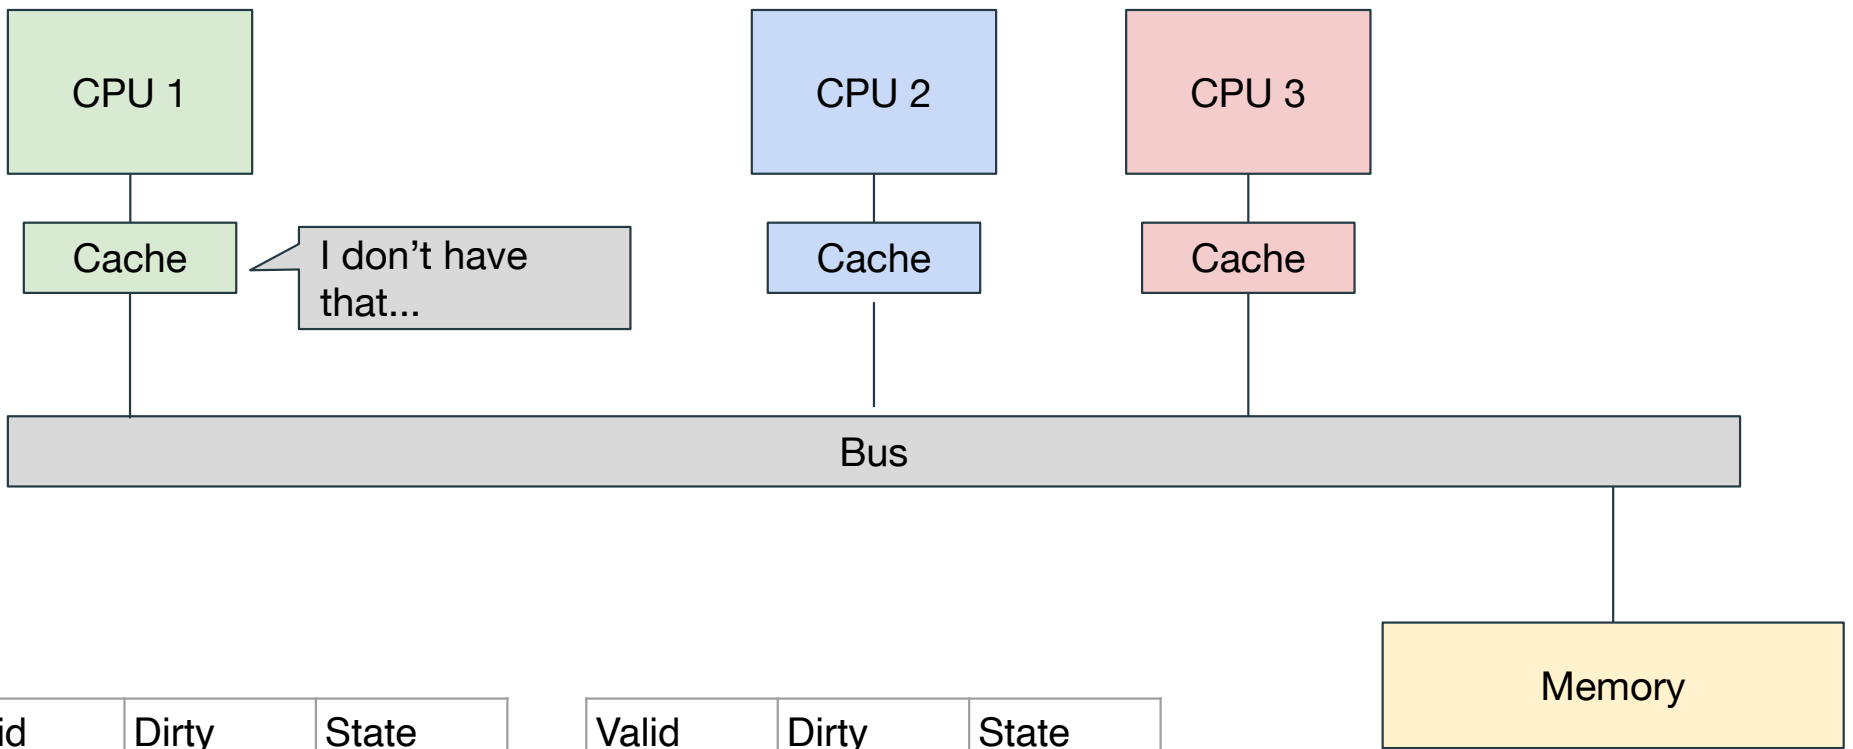 CPU 1
CPU 2
CPU 3
Cache
I don't have
that...
Cache
Cache
Bus
Memory
id
Dirty
State
Valid
Dirty
State